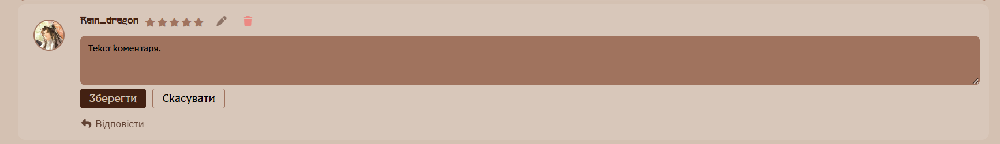 Rain_dragon
Текст коментаря.
Зберегти Скасувати
Відповісти